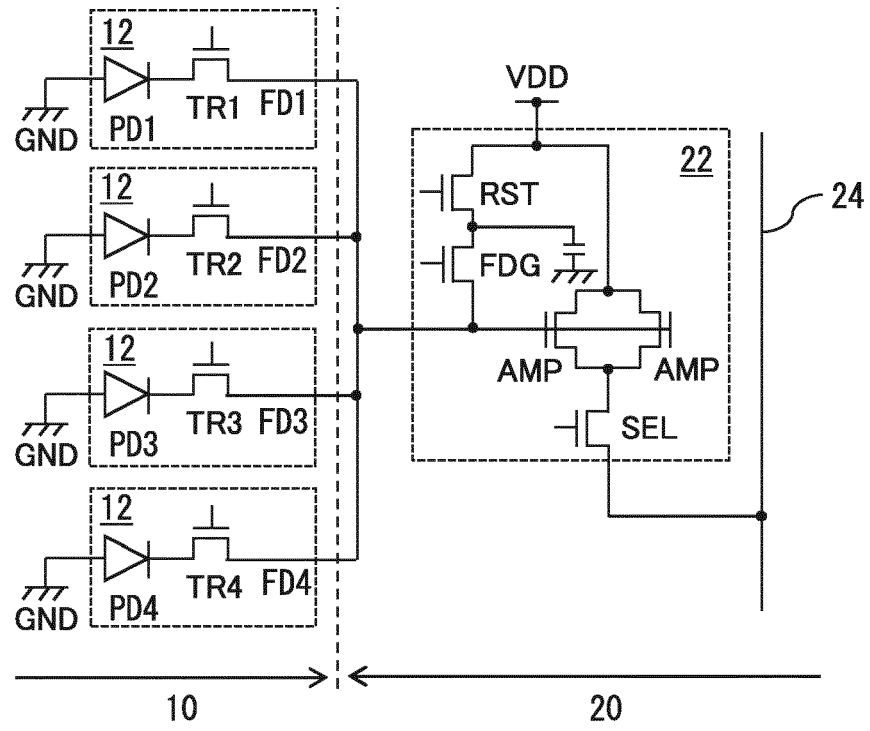 12
GND
PD1
TR1
FD1
12
GND
PD2
TR2
FD2
12
GND
PD3
TR3
FD3
12
GND
PD4
TR4
FD4
VDD
22
RST
FDG
AMP
AMP
SEL
24
10
20